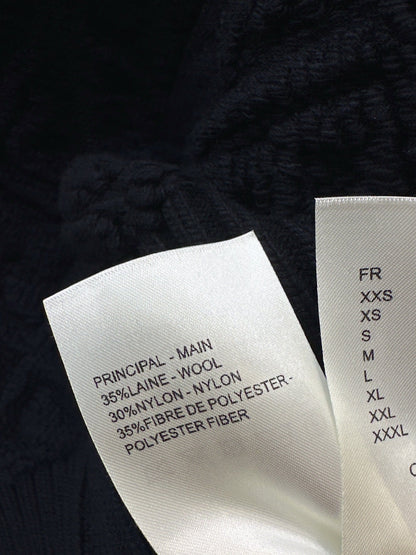 PRINCIPAL - MAIN
35%LAINE - WOOL
30%NYLON - NYLON
35%FIBRE DE POLYESTER-
POLYESTER FIBER
FR
XXS
XS
S
M
L
XL
XXL
XXXL